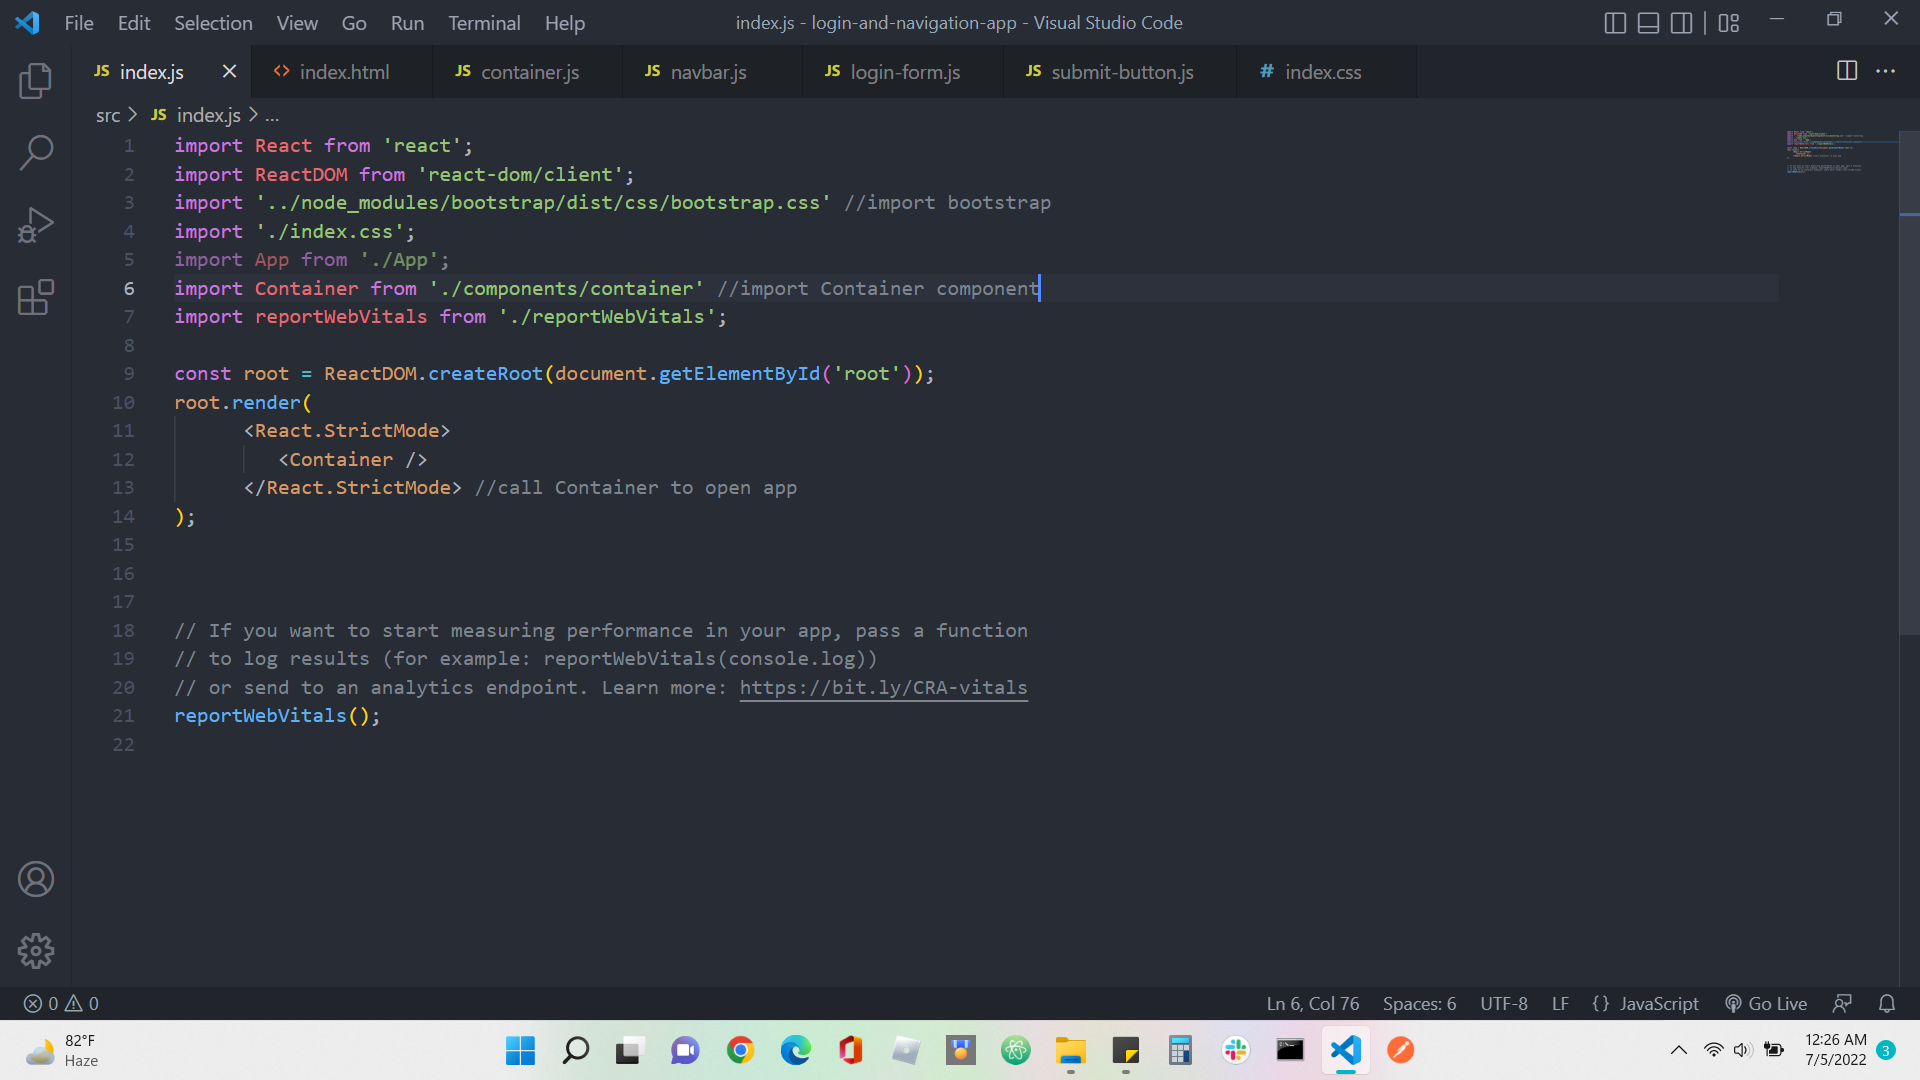 File Edit Selection View Go Run Terminal Help index.js - login-and-navigation-app - Visual Studio Code
JS index.js <> index.html JS container.js JS navbar.js JS login-form.js JS submit-button.js # index.css
src > JS index.js > ...
1 import React from 'react';
2 import ReactDOM from 'react-dom/client';
3 import '../node_modules/bootstrap/dist/css/bootstrap.css' //import bootstrap
4 import './index.css';
5 import App from './App';
6 import Container from './components/container' //import Container component
7 import reportWebVitals from './reportWebVitals';
8
9 const root = ReactDOM.createRoot(document.getElementById('root'));
10 root.render(
11 <React.StrictMode>
12 <Container />
13 </React.StrictMode> //call Container to open app
14 );
15
16
17
18 // If you want to start measuring performance in your app, pass a function
19 // to log results (for example: reportWebVitals(console.log))
20 // or send to an analytics endpoint. Learn more: https://bit.ly/CRA-vitals
21 reportWebVitals();
22
0 0 Ln 6, Col 76 Spaces: 6 UTF-8 LF {} JavaScript Go Live
82°F
Haze
12:26 AM
7/5/2022
3